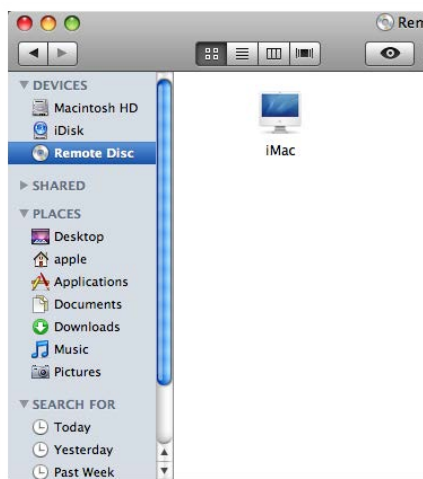 Rem
DEVICES
Macintosh HD
iDisk
Remote Disc
SHARED
PLACES
Desktop
apple
Applications
Documents
Downloads
Music
Pictures
SEARCH FOR
Today
Yesterday
Past Week
iMac